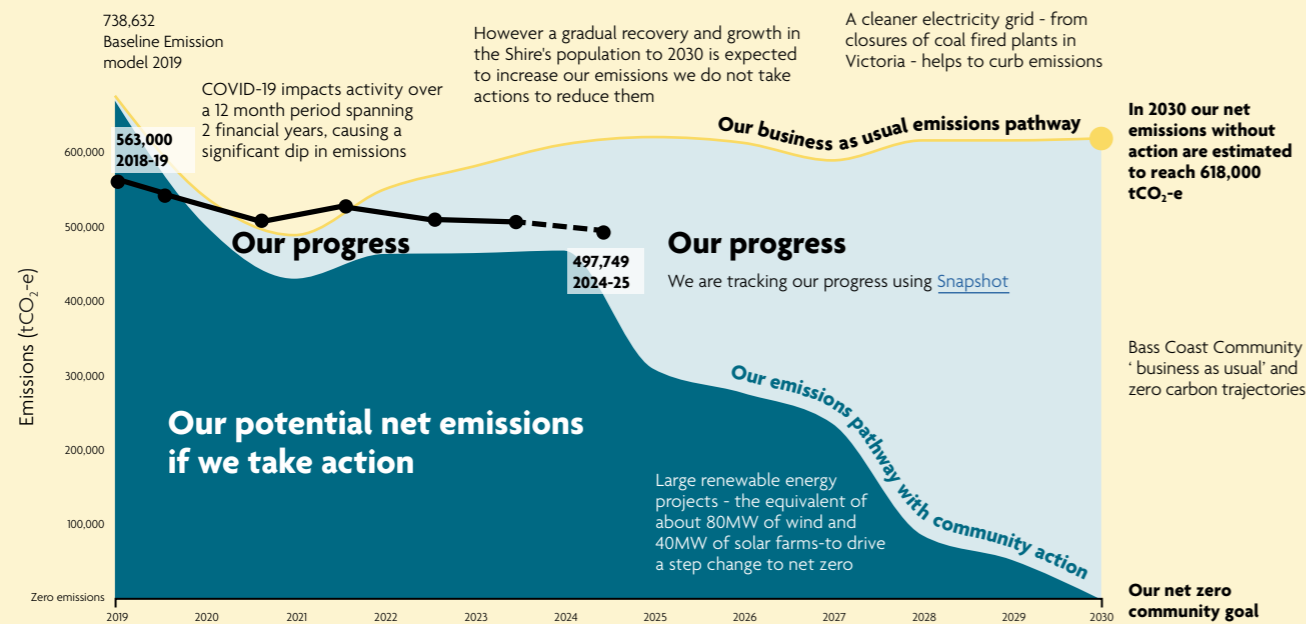 738,632
Baseline Emission
model 2019
COVID-19 impacts activity over
a 12 month period spanning
2 financial years, causing a
significant dip in emissions
However a gradual recovery and growth in
the Shire's population to 2030 is expected
to increase our emissions we do not take
actions to reduce them
A cleaner electricity grid - from
closures of coal fired plants in
Victoria - helps to curb emissions
Our business as usual emissions pathway
In 2030 our net
emissions without
action are estimated
to reach 618,000
tCO₂-e
563,000
2018-19
Our progress
497,749
2024-25
Our progress
We are tracking our progress using Snapshot
Bass Coast Community
‘ business as usual’ and
zero carbon trajectories
Our emissions pathway with community action
Our potential net emissions
if we take action
Large renewable energy
projects - the equivalent of
about 80MW of wind and
40MW of solar farms-to drive
a step change to net zero
Our net zero
community goal
Emissions (tCO₂-e)
600,000
500,000
400,000
300,000
200,000
100,000
Zero emissions
2019 2020 2021 2022 2023 2024 2025 2026 2027 2028 2029 2030